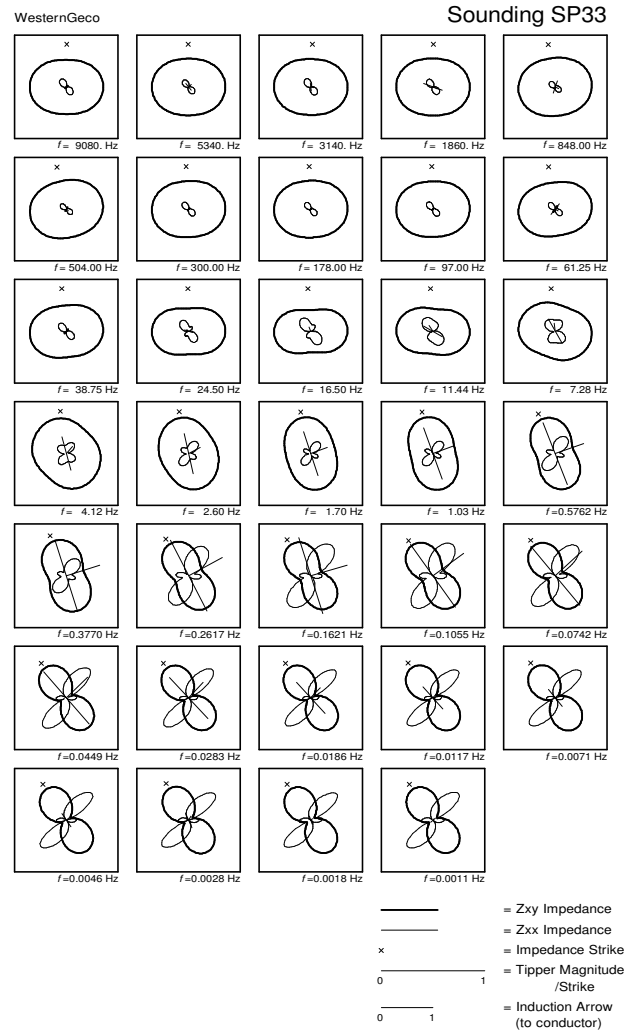 WesternGeco Sounding SP33
f = 9080. Hz f = 5340. Hz f = 3140. Hz f = 1860. Hz f = 848.00 Hz
f = 504.00 Hz f = 300.00 Hz f = 178.00 Hz f = 97.00 Hz f = 61.25 Hz
f = 38.75 Hz f = 24.50 Hz f = 16.50 Hz f = 11.44 Hz f = 7.28 Hz
f = 4.12 Hz f = 2.60 Hz f = 1.70 Hz f = 1.03 Hz f =0.5762 Hz
f =0.3770 Hz f =0.2617 Hz f =0.1621 Hz f =0.1055 Hz f =0.0742 Hz
f =0.0449 Hz f =0.0283 Hz f =0.0186 Hz f =0.0117 Hz f =0.0071 Hz
f =0.0046 Hz f =0.0028 Hz f =0.0018 Hz f =0.0011 Hz
= Zxy Impedance
= Zxx Impedance
× = Impedance Strike
= Tipper Magnitude
0 1 /Strike
= Induction Arrow
0 1 (to conductor)